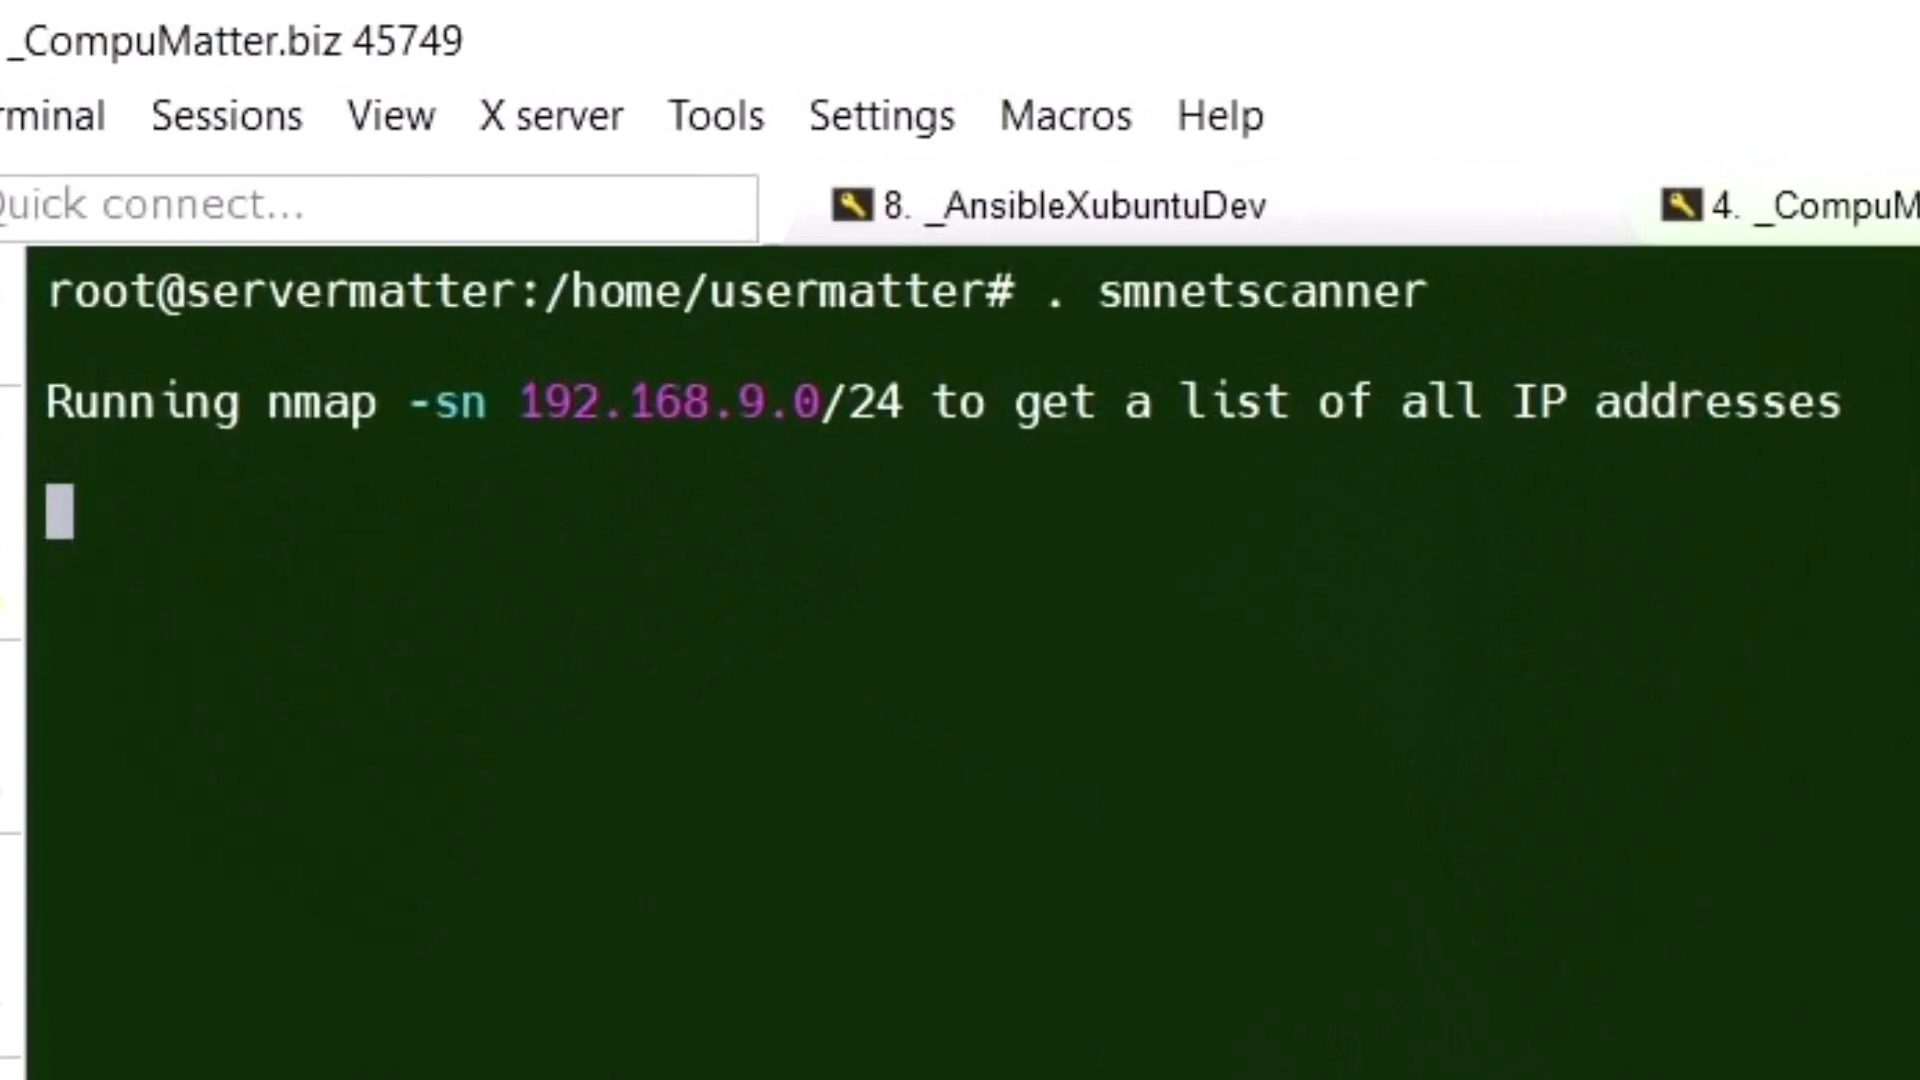 _CompuMatter.biz 45749
rminal Sessions View X server Tools Settings Macros Help
Quick connect... 8. _AnsibleXubuntuDev 4. _CompuM
root@servermatter:/home/usermatter# . smnetscanner
Running nmap -sn 192.168.9.0/24 to get a list of all IP addresses